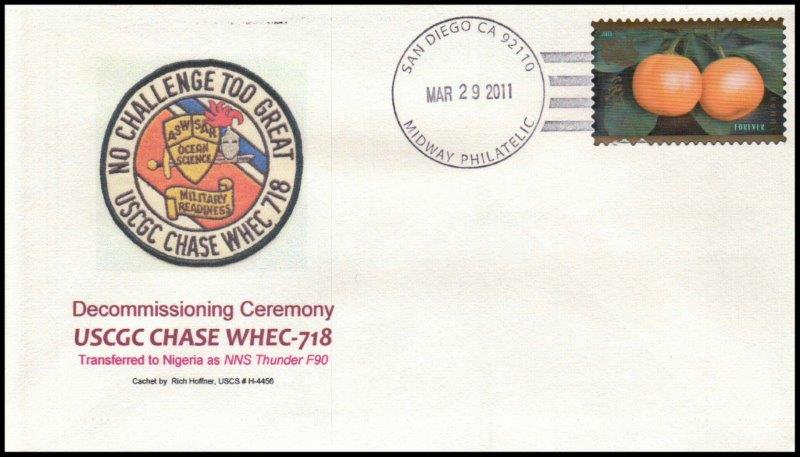 NO CHALLENGE TOO GREAT
ASW SAR
OCEAN
SCIENCE
MILITARY
READINESS
USCGC CHASE WHEC 718
Decommissioning Ceremony
USCGC CHASE WHEC-718
Transferred to Nigeria as NNS Thunder F90
Cachet by Rich Hoffner, USCS # H-4456
SAN DIEGO CA 92110
MAR 29 2011
MIDWAY PHILATELIC
2011
FOREVER